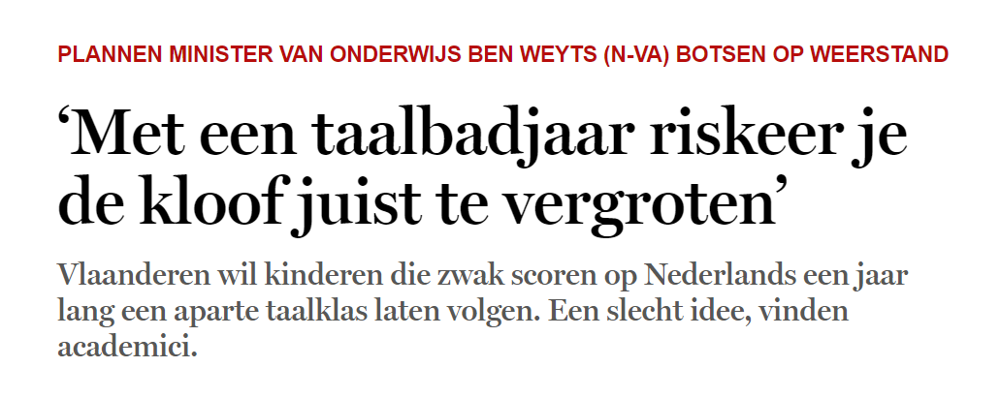 PLANNEN MINISTER VAN ONDERWIJS BEN WEYTS (N-VA) BOTSEN OP WEERSTAND
‘Met een taalbadjaar riskeer je
de kloof juist te vergroten’
Vlaanderen wil kinderen die zwak scoren op Nederlands een jaar
lang een aparte taalklas laten volgen. Een slecht idee, vinden
academici.